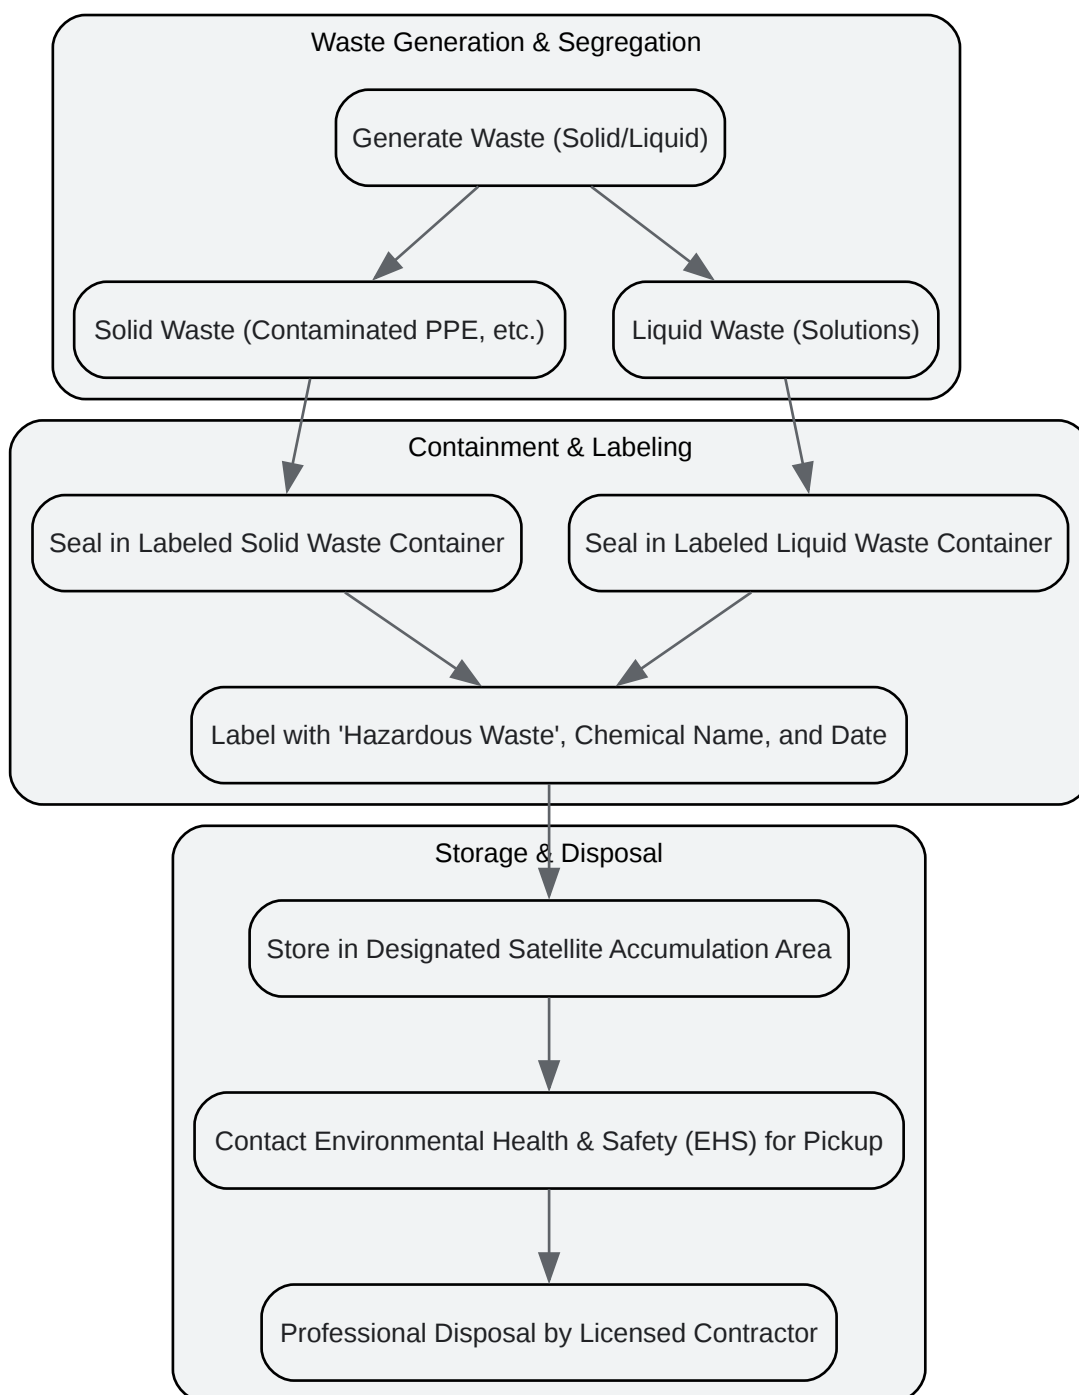 Waste Generation & Segregation
Generate Waste (Solid/Liquid)
Solid Waste (Contaminated PPE, etc.)
Liquid Waste (Solutions)
Containment & Labeling
Seal in Labeled Solid Waste Container
Seal in Labeled Liquid Waste Container
Label with 'Hazardous Waste', Chemical Name, and Date
Storage & Disposal
Store in Designated Satellite Accumulation Area
Contact Environmental Health & Safety (EHS) for Pickup
Professional Disposal by Licensed Contractor